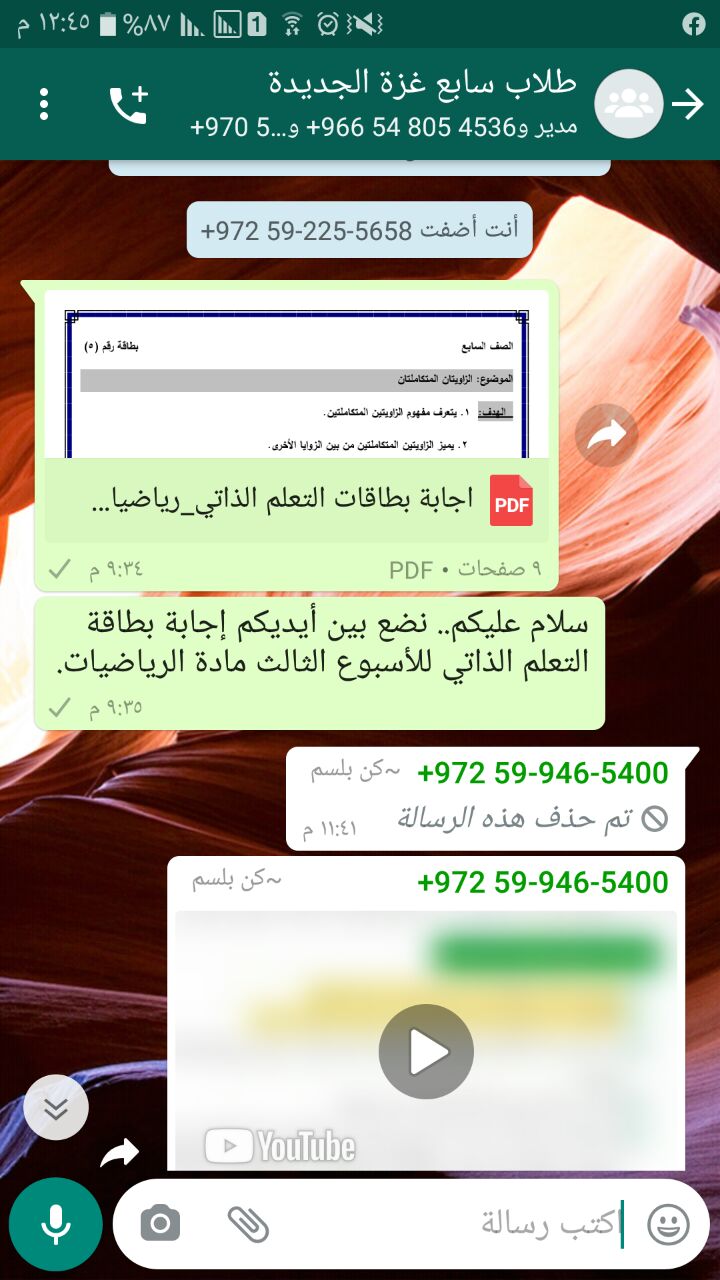 ١٢:٤٥ م
٨٧%
1
طلاب سابع غزة الجديدة
مدير و+966 54 805 4536 و...5 970+
أنت أضفت +972 59-225-5658
الصف السابع
بطاقة رقم (٥)
الموضوع: الزاويتان المتكاملتان
الهدف: ١. يتعرف مفهوم الزاويتين المتكاملتين.
٢. يميز الزاويتين المتكاملتين من بين الزوايا الأخرى.
PDF
اجابة بطاقات التعلم الذاتي_رياضيا...
٩ صفحات • PDF
٩:٣٤ م
سلام عليكم.. نضع بين أيديكم إجابة بطاقة
التعلم الذاتي للأسبوع الثالث مادة الرياضيات.
٩:٣٥ م
+972 59-946-5400
~كن بلسم
تم حذف هذه الرسالة
١١:٤١ م
+972 59-946-5400
~كن بلسم
YouTube
اكتب رسالة